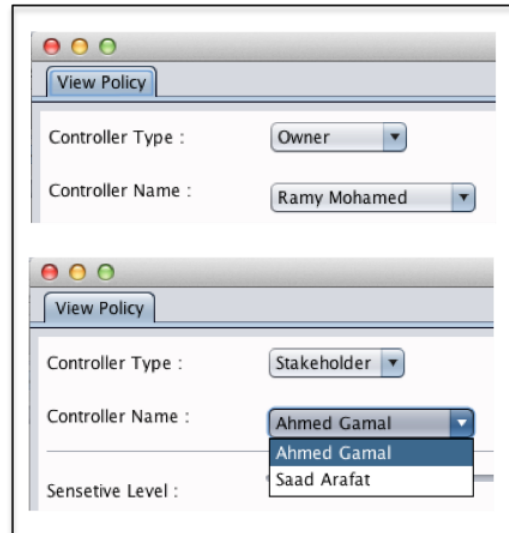 View Policy
Controller Type : Owner
Controller Name : Ramy Mohamed
View Policy
Controller Type : Stakeholder
Controller Name : Ahmed Gamal
Ahmed Gamal
Saad Arafat
Sensetive Level :